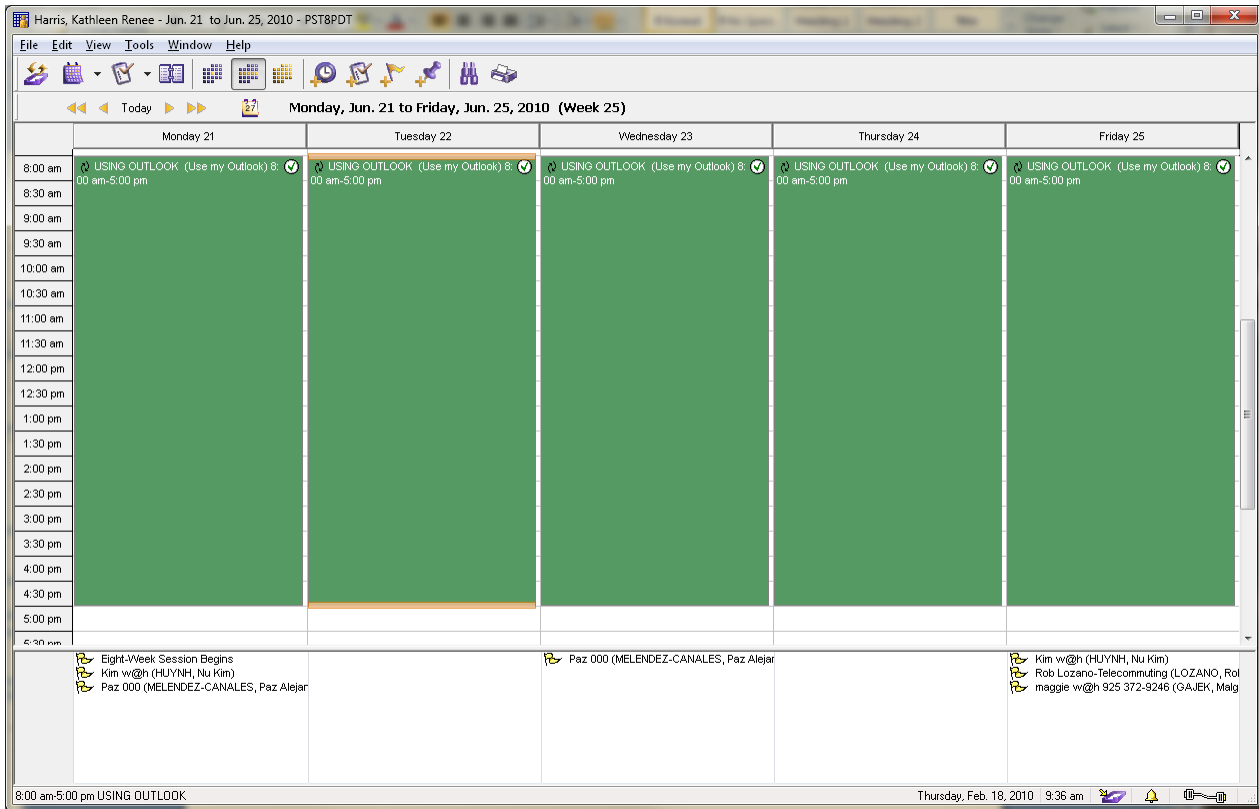 Harris, Kathleen Renee - Jun. 21 to Jun. 25, 2010 - PST8PDT
File Edit View Tools Window Help
Today 27 Monday, Jun. 21 to Friday, Jun. 25, 2010 (Week 25)
Monday 21 Tuesday 22 Wednesday 23 Thursday 24 Friday 25
8:00 am
8:30 am
9:00 am
9:30 am
10:00 am
10:30 am
11:00 am
11:30 am
12:00 pm
12:30 pm
1:00 pm
1:30 pm
2:00 pm
2:30 pm
3:00 pm
3:30 pm
4:00 pm
4:30 pm
5:00 pm
5:30 pm
USING OUTLOOK (Use my Outlook) 8:
00 am-5:00 pm
USING OUTLOOK (Use my Outlook) 8:
00 am-5:00 pm
USING OUTLOOK (Use my Outlook) 8:
00 am-5:00 pm
USING OUTLOOK (Use my Outlook) 8:
00 am-5:00 pm
USING OUTLOOK (Use my Outlook) 8:
00 am-5:00 pm
Eight-Week Session Begins
Kim w@h (HUYNH, Nu Kim)
Paz 000 (MELENDEZ-CANALES, Paz Alejar
Paz 000 (MELENDEZ-CANALES, Paz Alejar
Kim w@h (HUYNH, Nu Kim)
Rob Lozano-Telecommuting (LOZANO, Rol
maggie w@h 925 372-9246 (GAJEK, Malg
8:00 am-5:00 pm USING OUTLOOK
Thursday, Feb. 18, 2010 9:36 am